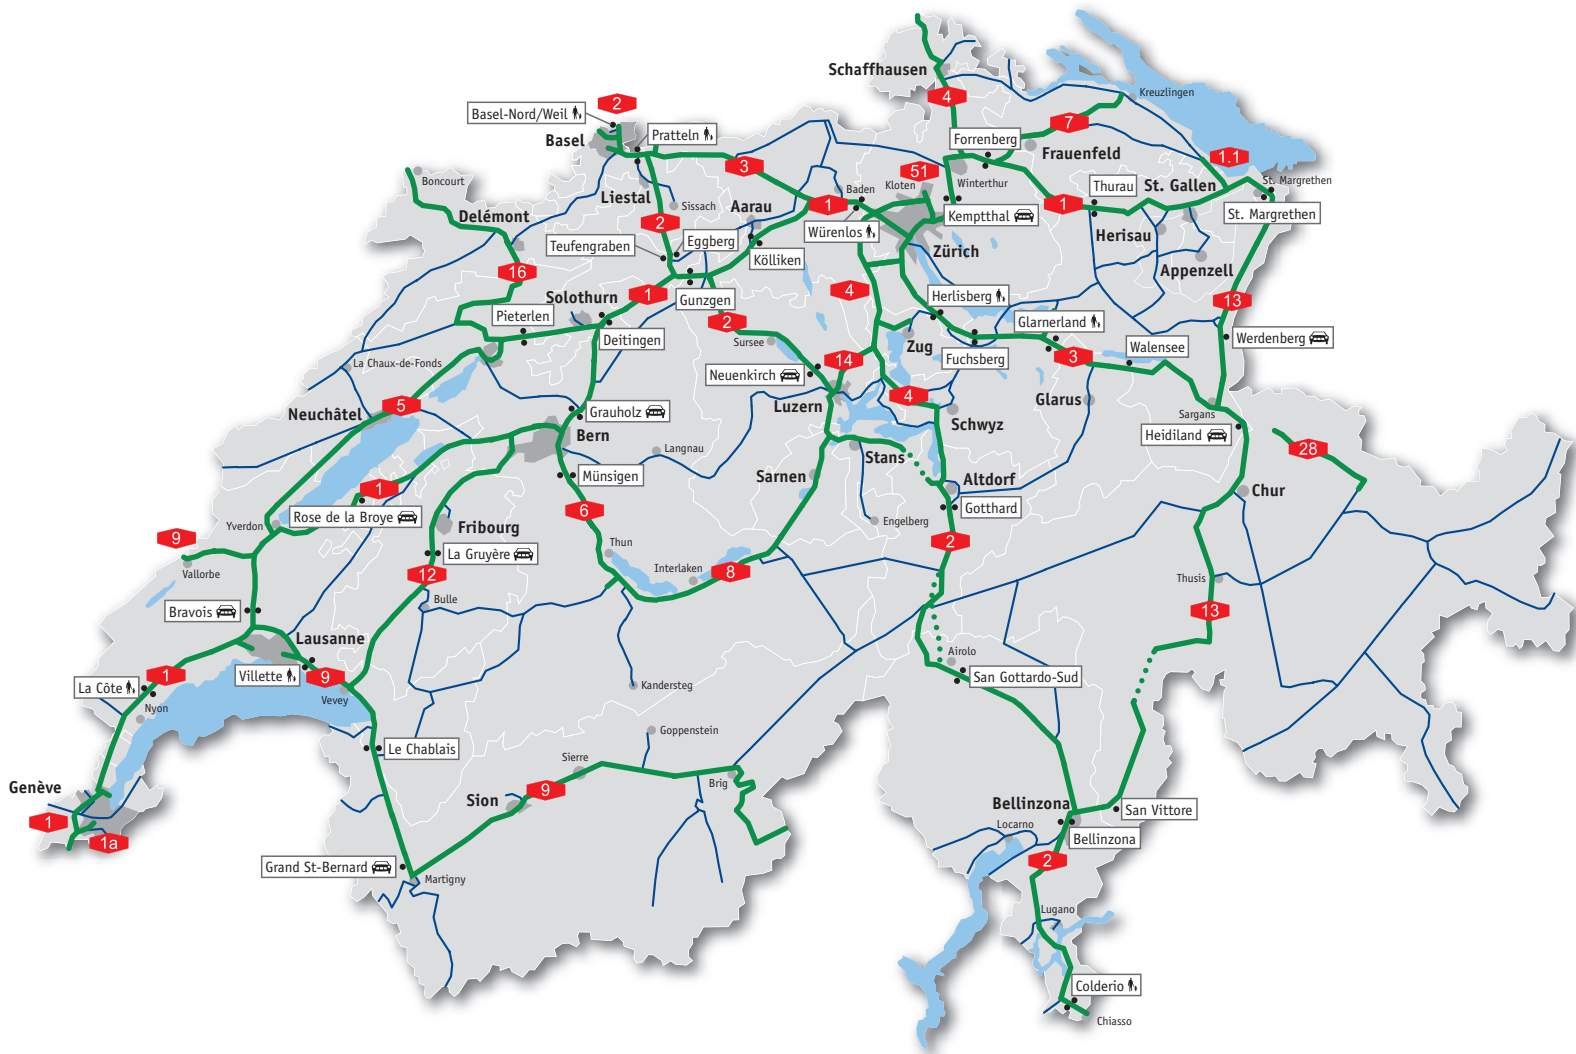 Schaffhausen
4
Kreuzlingen
2
Basel-Nord/Weil
7
Basel
Pratteln
Forrenberg
Frauenfeld
1.1
3
51
Boncourt
Liestal
Baden
Kloten
Winterthur
Thurau
St. Gallen
St. Margrethen
Delémont
Sissach
Aarau
1
Würenlos
Kemptthal
1
St. Margrethen
2
Teufengraben
Eggberg
Kölliken
Zürich
Herisau
Appenzell
16
Solothurn
1
Gunzgen
4
Herlisberg
13
Pieterlen
Deitingen
2
Sursee
Zug
Fuchsberg
Glarnerland
3
Walensee
Werdenberg
La Chaux-de-Fonds
Neuenkirch
14
Neuchâtel
5
Grauholz
Luzern
4
Schwyz
Glarus
Sargans
Bern
Heidiland
28
Langnau
Stans
Münsigen
Sarnen
Altdorf
Chur
1
Rose de la Broye
Gotthard
Yverdon
Fribourg
6
Engelberg
9
Vallorbe
La Gruyère
Thun
2
12
Interlaken
8
Thusis
Bravois
Bulle
13
Lausanne
Airolo
1
Villette
9
San Gottardo-Sud
La Côte
Vevey
Kandersteg
Nyon
Le Chablais
Goppenstein
Sierre
Genève
Brig
9
Sion
Bellinzona
San Vittore
1
Locarno
Bellinzona
1a
2
Grand St-Bernard
Martigny
Lugano
Colderio
Chiasso